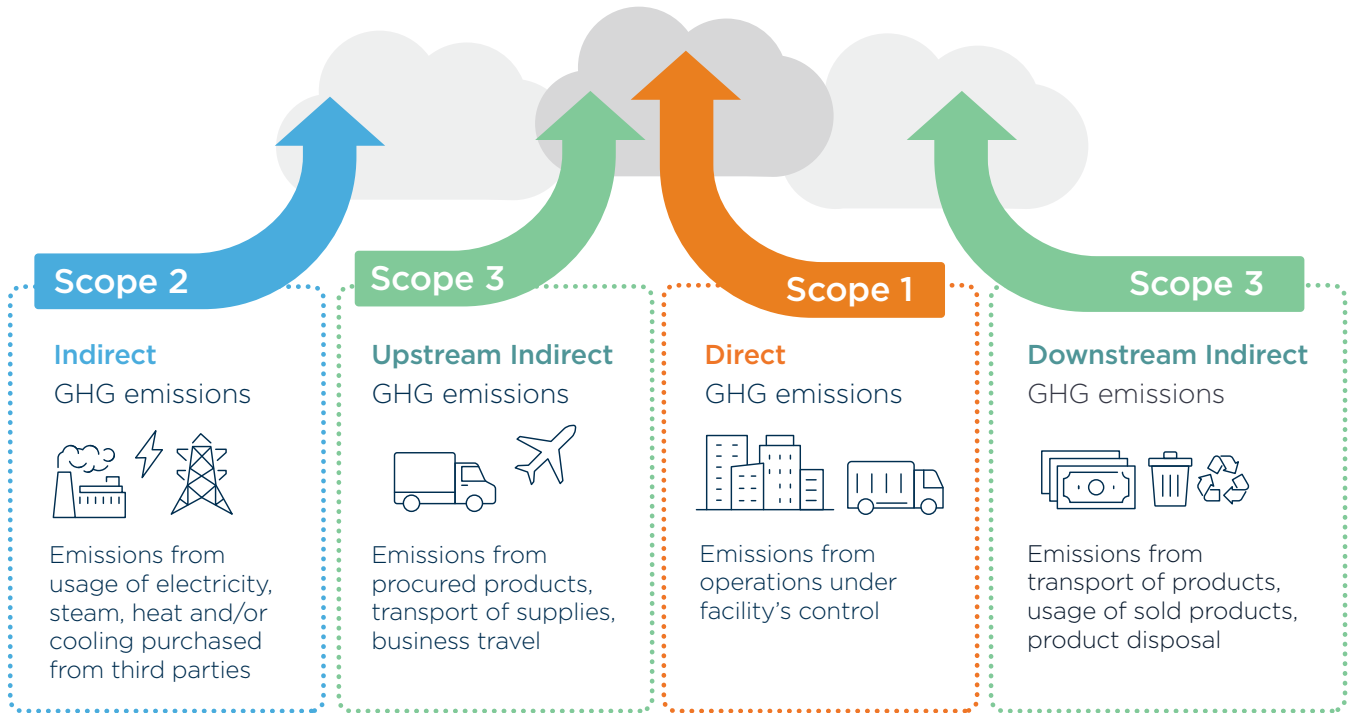 Scope 2
Indirect
GHG emissions
Emissions from
usage of electricity,
steam, heat and/or
cooling purchased
from third parties
Scope 3
Upstream Indirect
GHG emissions
Emissions from
procured products,
transport of supplies,
business travel
Scope 1
Direct
GHG emissions
Emissions from
operations under
facility’s control
Scope 3
Downstream Indirect
GHG emissions
Emissions from
transport of products,
usage of sold products,
product disposal